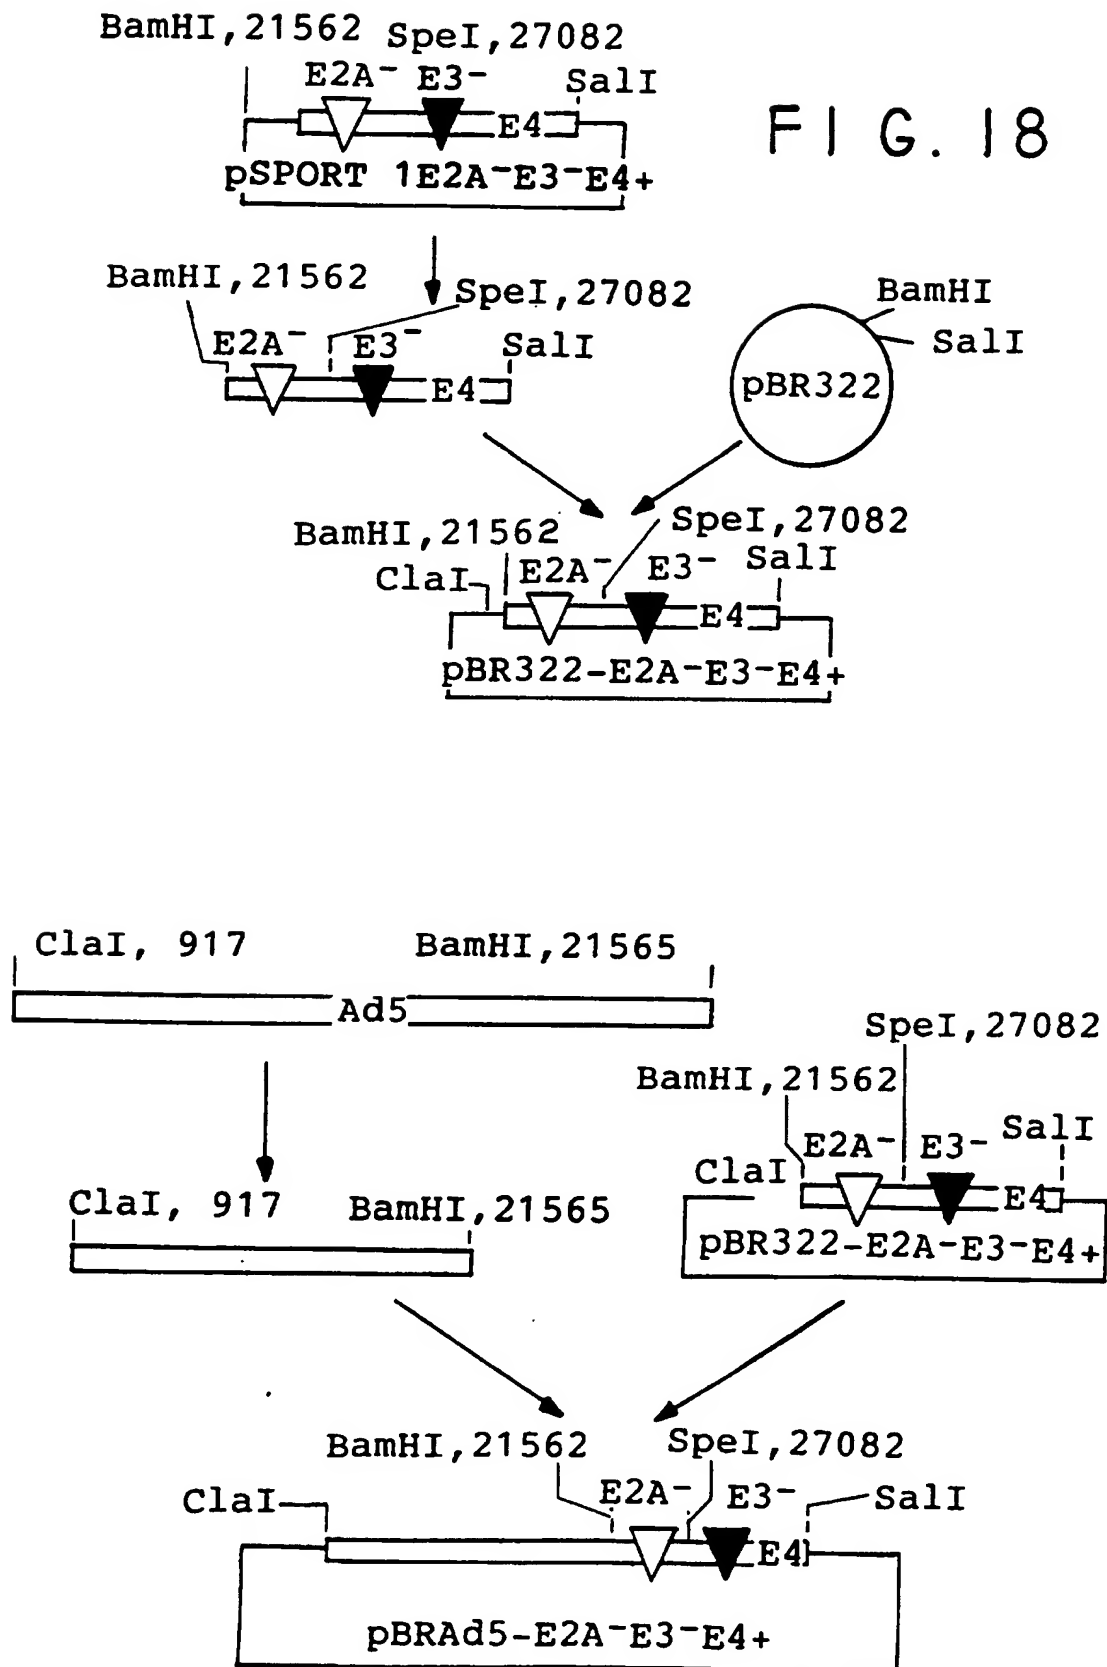 BamHI,21562 SpeI,27082
E2A⁻ E3⁻ SalI
FIG. 18
E4
pSPORT 1E2A⁻E3⁻E4+
BamHI,21562 SpeI,27082
E2A⁻ E3⁻ SalI
E4
BamHI
SalI
pBR322
BamHI,21562 SpeI,27082
ClaI E2A⁻ E3⁻ SalI
E4
pBR322-E2A⁻E3⁻E4+
ClaI, 917 BamHI,21565
Ad5
SpeI,27082
BamHI,21562
ClaI E2A⁻ E3⁻ SalI
E4
pBR322-E2A⁻E3⁻E4+
ClaI, 917 BamHI,21565
BamHI,21562 SpeI,27082
ClaI E2A⁻ E3⁻ SalI
E4
pBRAd5-E2A⁻E3⁻E4+